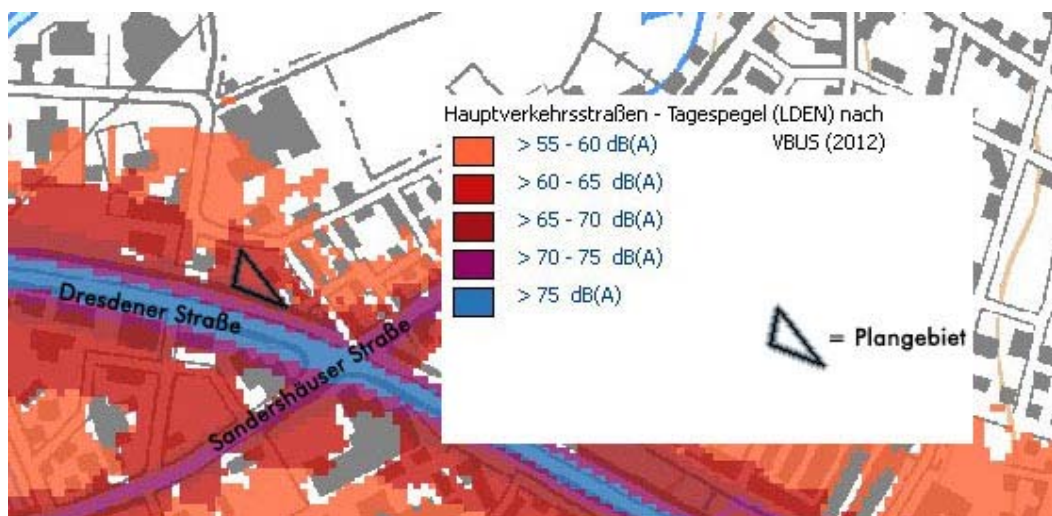 Hauptverkehrsstraßen - Tagespegel (LDEN) nach
VBUS (2012)
> 55 - 60 dB(A)
> 60 - 65 dB(A)
> 65 - 70 dB(A)
> 70 - 75 dB(A)
> 75 dB(A)
= Plangebiet
Dresdener Straße
Sandershäuser Straße